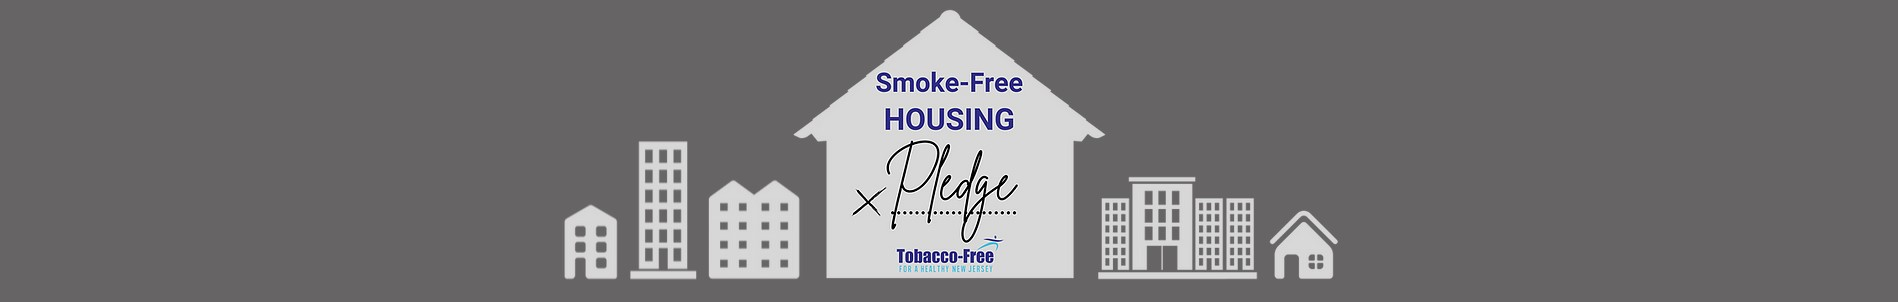 Smoke-Free
HOUSING
Pledge
x
Tobacco-Free
FOR A HEALTHY NEW JERSEY